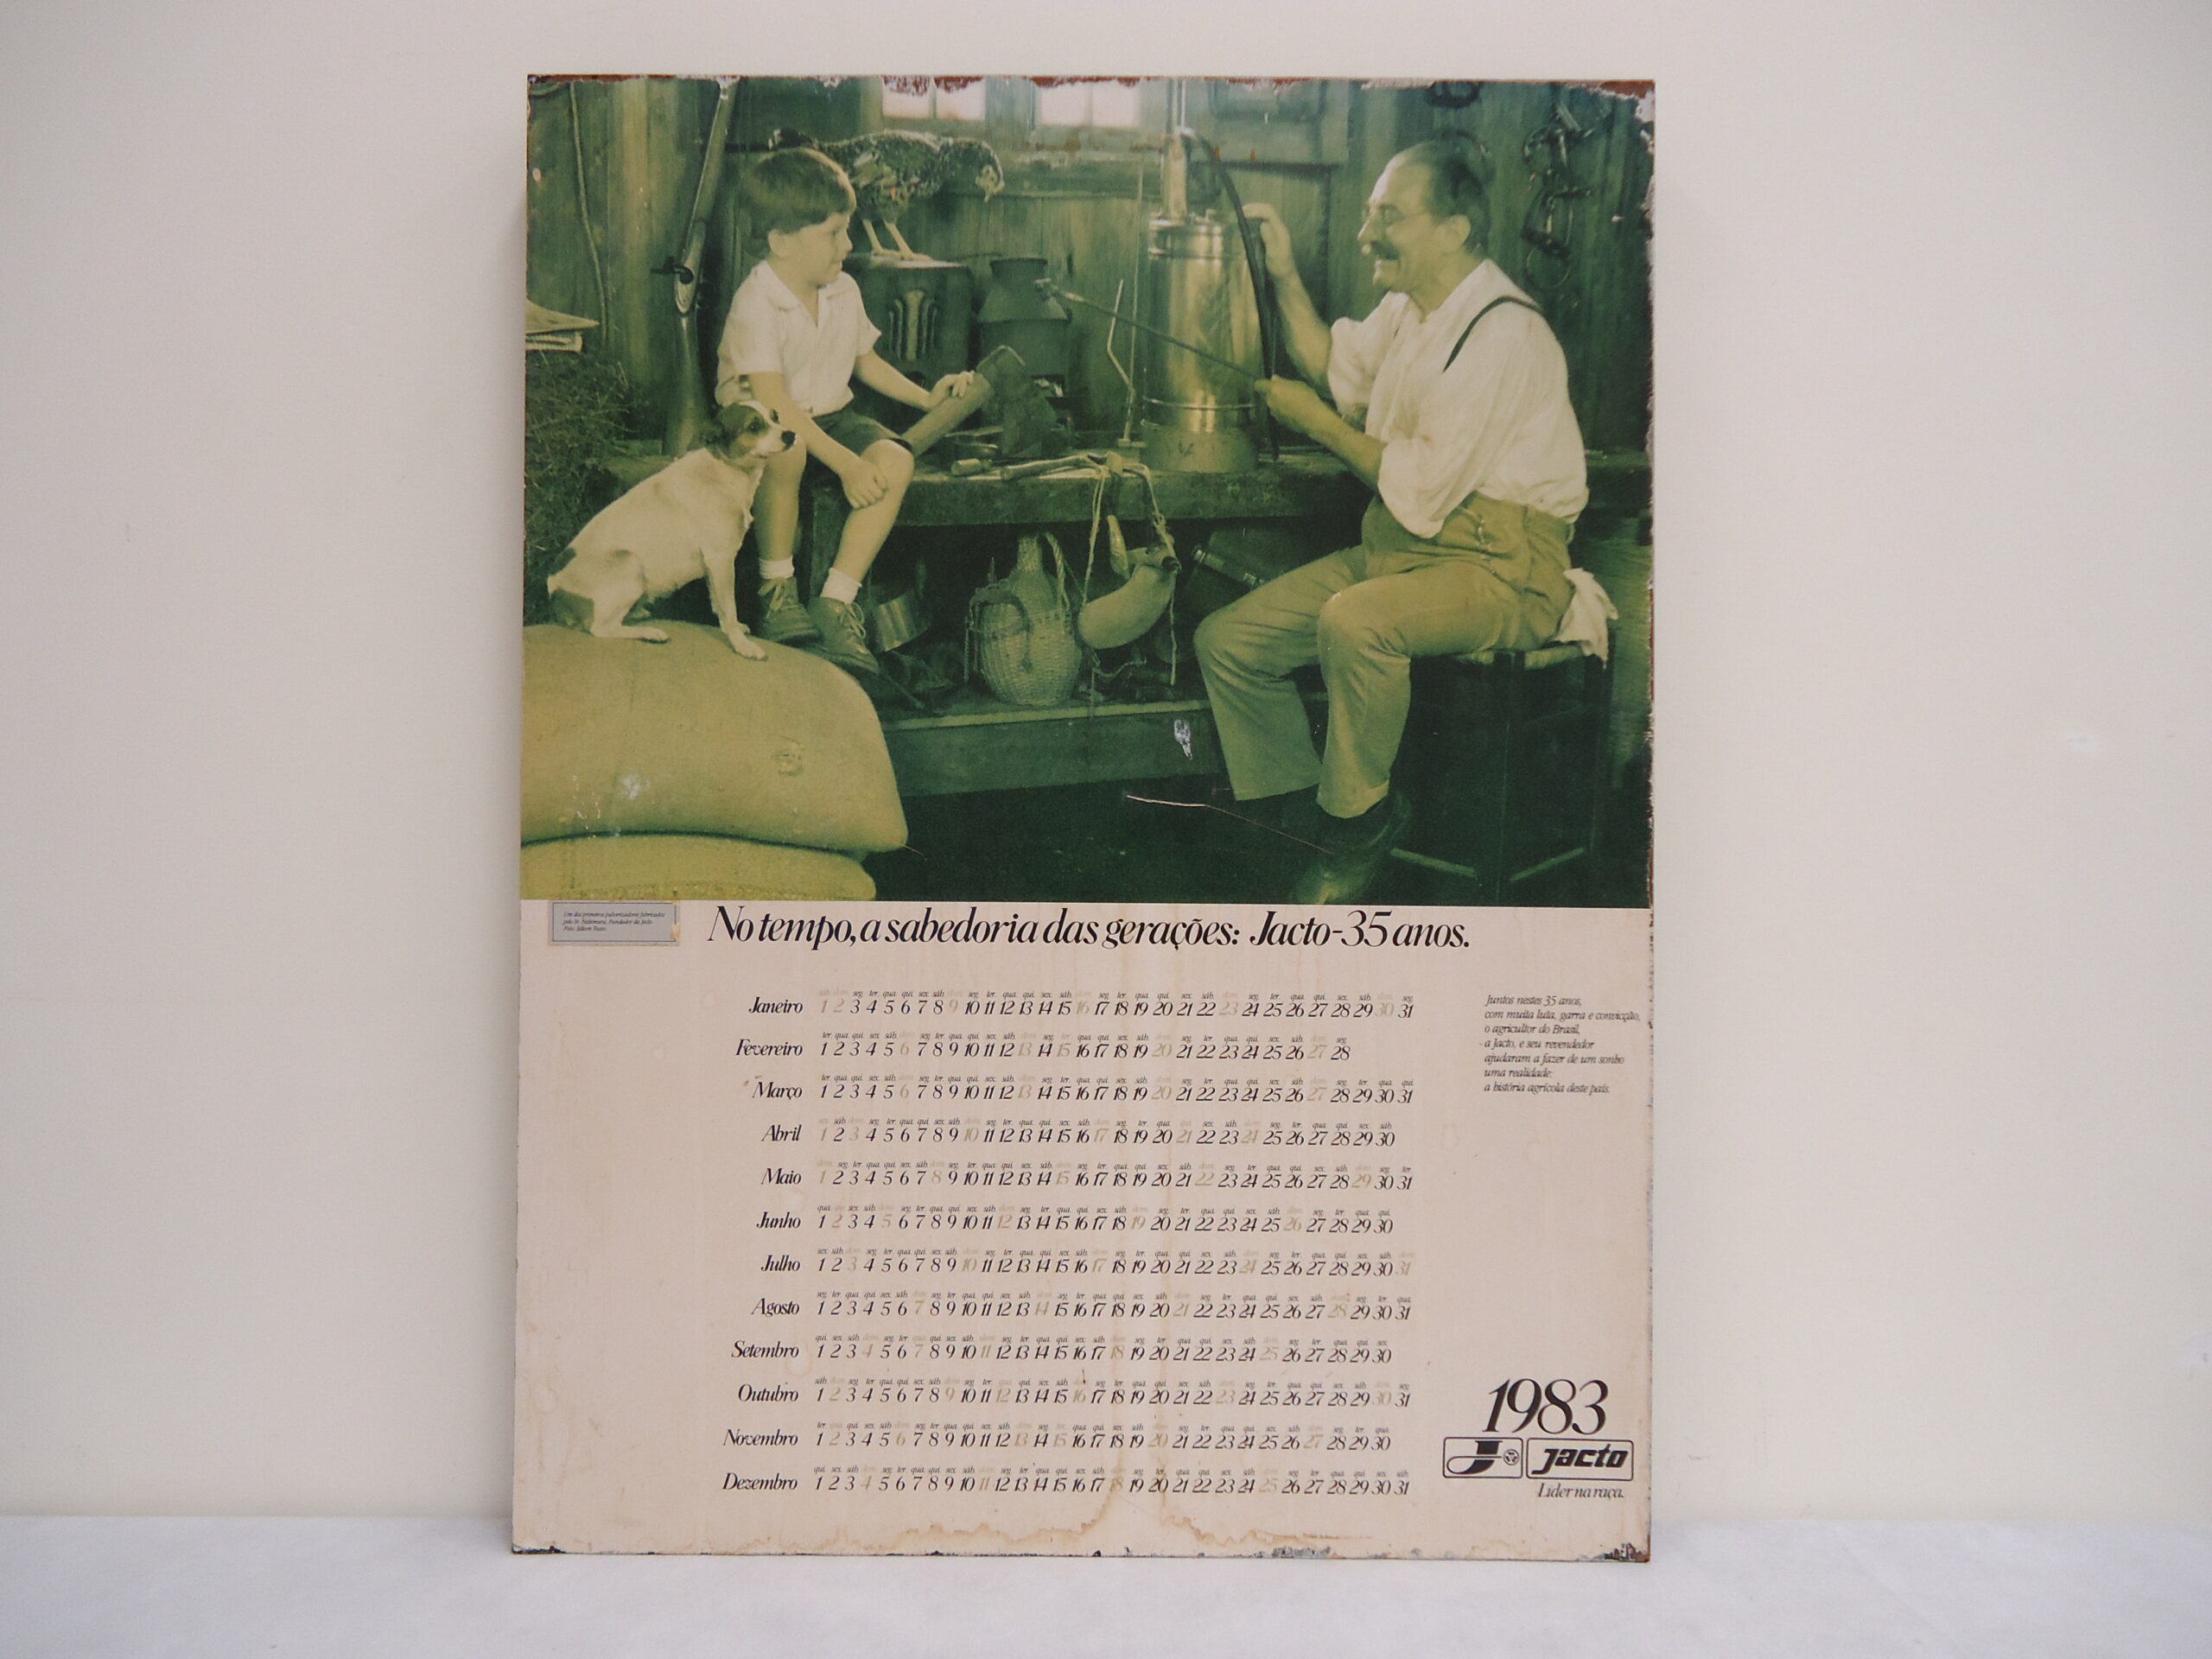 Um dos primeiros pulverizadores fabricados
pelo Sr. Nishimura, Fundador da Jacto
No tempo, a sabedoria das gerações: Jacto-35 anos.
Janeiro 1 2 3 4 5 6 7 8 9 10 11 12 13 14 15 16 17 18 19 20 21 22 23 24 25 26 27 28 29 30 31
Fevereiro 1 2 3 4 5 6 7 8 9 10 11 12 13 14 15 16 17 18 19 20 21 22 23 24 25 26 27 28
Março 1 2 3 4 5 6 7 8 9 10 11 12 13 14 15 16 17 18 19 20 21 22 23 24 25 26 27 28 29 30 31
Abril 1 2 3 4 5 6 7 8 9 10 11 12 13 14 15 16 17 18 19 20 21 22 23 24 25 26 27 28 29 30
Maio 1 2 3 4 5 6 7 8 9 10 11 12 13 14 15 16 17 18 19 20 21 22 23 24 25 26 27 28 29 30 31
Junho 1 2 3 4 5 6 7 8 9 10 11 12 13 14 15 16 17 18 19 20 21 22 23 24 25 26 27 28 29 30
Julho 1 2 3 4 5 6 7 8 9 10 11 12 13 14 15 16 17 18 19 20 21 22 23 24 25 26 27 28 29 30 31
Agosto 1 2 3 4 5 6 7 8 9 10 11 12 13 14 15 16 17 18 19 20 21 22 23 24 25 26 27 28 29 30 31
Setembro 1 2 3 4 5 6 7 8 9 10 11 12 13 14 15 16 17 18 19 20 21 22 23 24 25 26 27 28 29 30
Outubro 1 2 3 4 5 6 7 8 9 10 11 12 13 14 15 16 17 18 19 20 21 22 23 24 25 26 27 28 29 30 31
Novembro 1 2 3 4 5 6 7 8 9 10 11 12 13 14 15 16 17 18 19 20 21 22 23 24 25 26 27 28 29 30
Dezembro 1 2 3 4 5 6 7 8 9 10 11 12 13 14 15 16 17 18 19 20 21 22 23 24 25 26 27 28 29 30 31
Juntos nestes 35 anos,
com muita luta, garra e convicção,
o agricultor do Brasil,
a Jacto, e seu revendedor
ajudaram a fazer de um sonho
uma realidade:
a história agrícola deste país.
1983
J Jacto
Líder na raça.